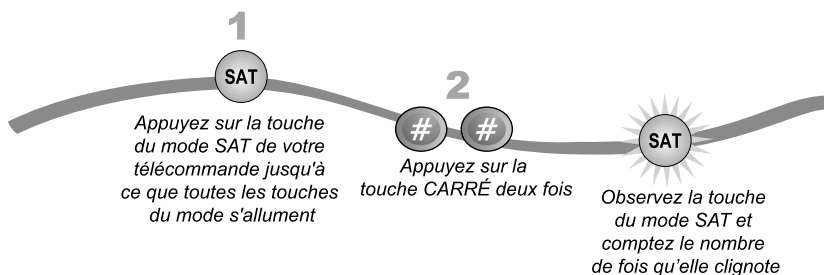 1
SAT
Appuyez sur la touche
du mode SAT de votre
télécommande jusqu'à
ce que toutes les touches
du mode s'allument
2
# #
Appuyez sur la
touche CARRÉ deux fois
SAT
Observez la touche
du mode SAT et
comptez le nombre
de fois qu’elle clignote